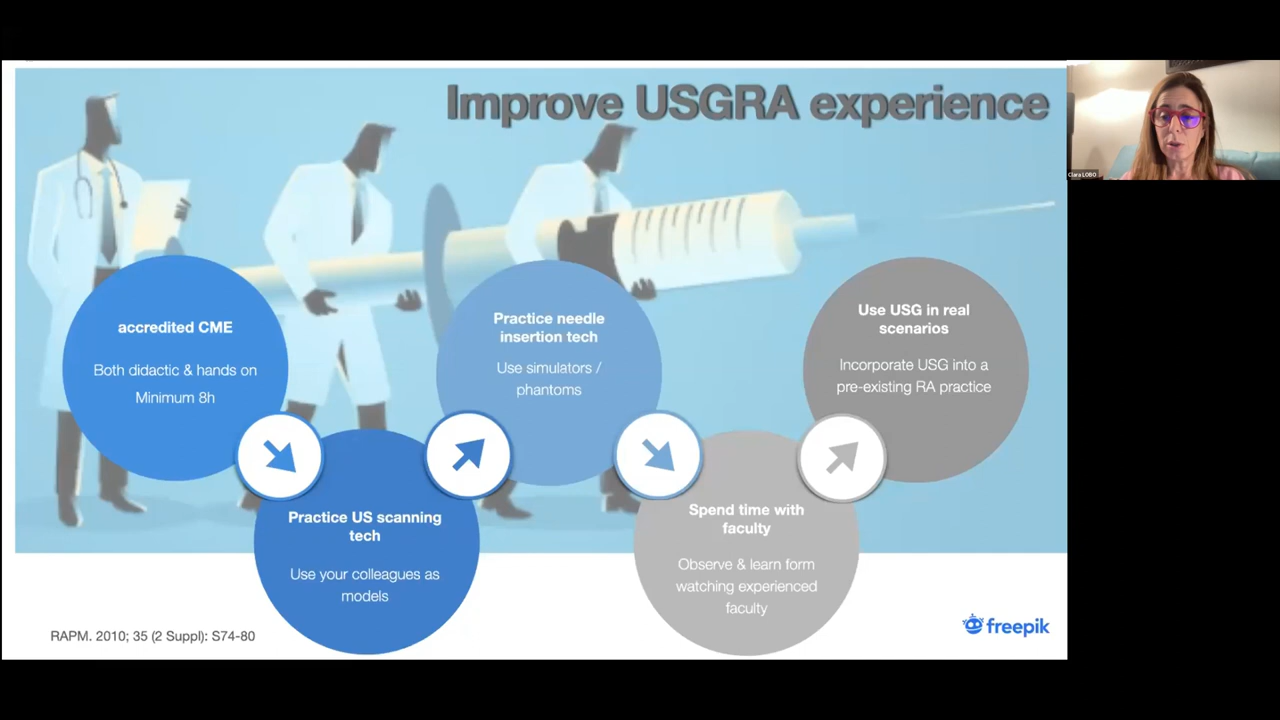 Improve USGRA experience
Clara LOBO
accredited CME
Both didactic & hands on
Minimum 8h
Practice US scanning
tech
Use your colleagues as
models
Practice needle
insertion tech
Use simulators /
phantoms
Spend time with
faculty
Observe & learn form
watching experienced
faculty
Use USG in real
scenarios
Incorporate USG into a
pre-existing RA practice
RAPM. 2010; 35 (2 Suppl): S74-80
freepik